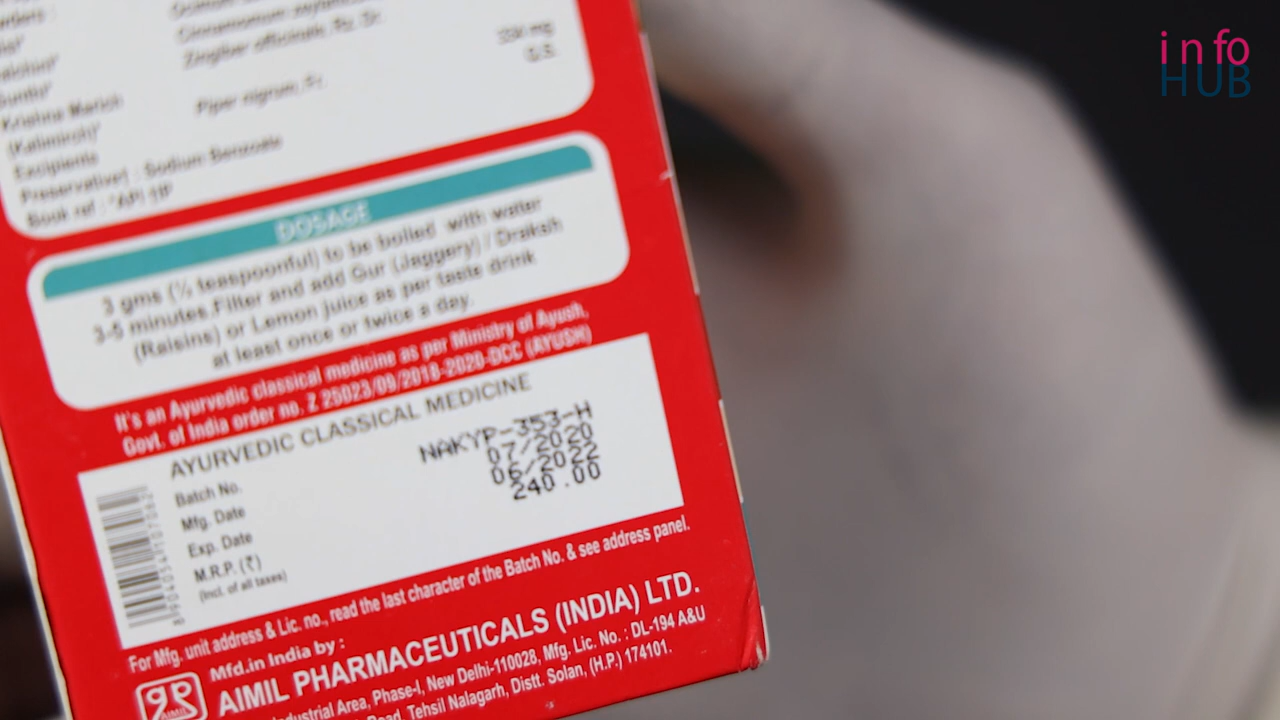 info
HUB
Zingiber officinale, Rz. Dr.
Krishna Marich
Piper nigrum, Fr.
(Kalimirch)*
Excipients
Preservative] : Sodium Benzoate
Book ref : *API
DOSAGE
3 gms (½ teaspoonful) to be boiled with water
3-5 minutes.Filter and add Gur (Jaggery) / Draksh
(Raisins) or Lemon juice as per taste drink
at least once or twice a day.
It's an Ayurvedic classical medicine as per Ministry of Ayush,
Govt. of India order no. Z 25023/09/2018-2020-DCC (AYUSH)
AYURVEDIC CLASSICAL MEDICINE
Batch No. NAKYP-353-H
Mfg. Date 07/2020
Exp. Date 06/2022
M.R.P. (₹) 240.00
(Incl. of all taxes)
For Mfg. unit address & Lic. no., read the last character of the Batch No. & see address panel.
Mfd.in India by :
AIMIL PHARMACEUTICALS (INDIA) LTD.
AIMIL
Industrial Area, Phase-I, New Delhi-110028, Mfg. Lic. No. : DL-194 A&U
Road, Tehsil Nalagarh, Distt. Solan, (H.P.) 174101.